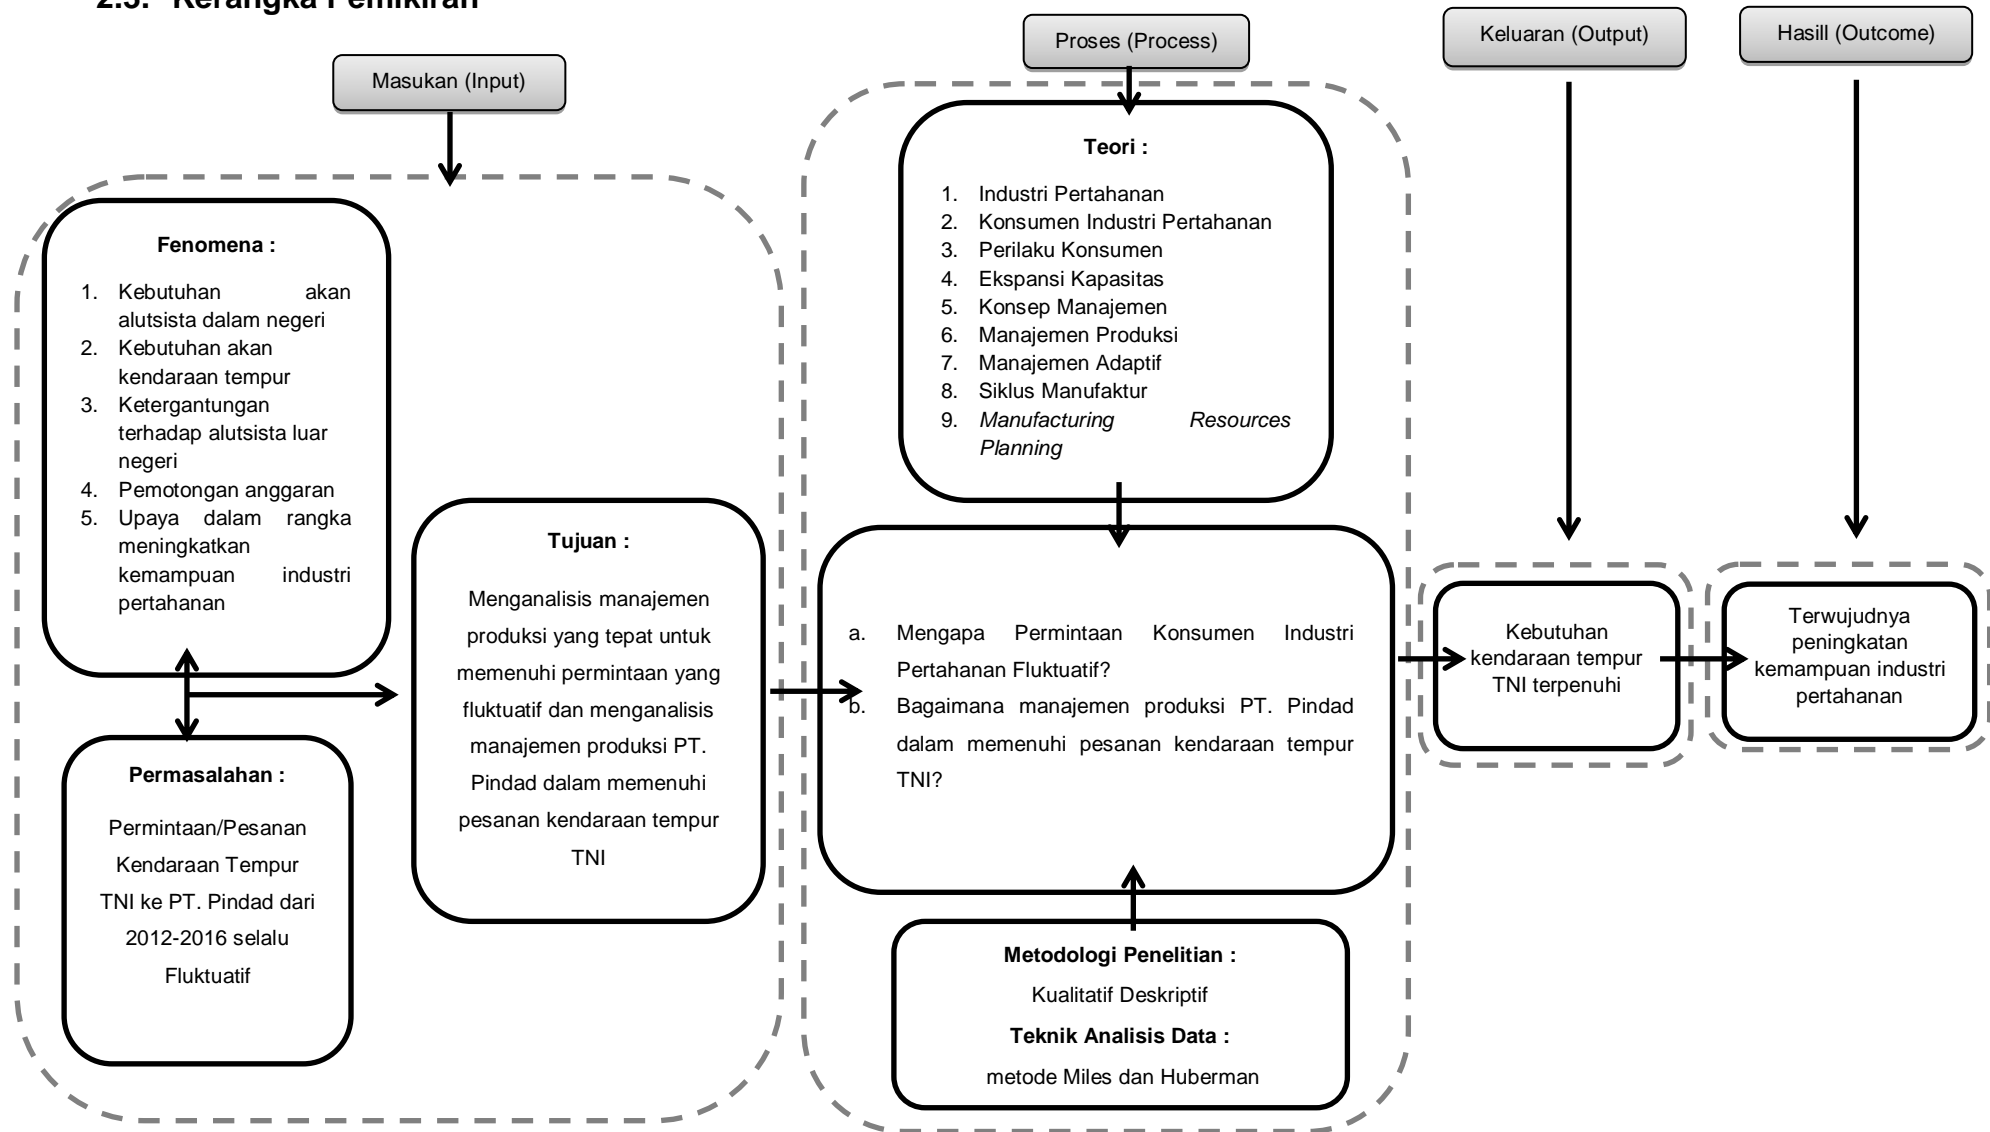 2.5. Kerangka Pemikiran
Masukan (Input)
Fenomena :
1. Kebutuhan akan
alutsista dalam negeri
2. Kebutuhan akan
kendaraan tempur
3. Ketergantungan
terhadap alutsista luar
negeri
4. Pemotongan anggaran
5. Upaya dalam rangka
meningkatkan
kemampuan industri
pertahanan
Permasalahan :
Permintaan/Pesanan
Kendaraan Tempur
TNI ke PT. Pindad dari
2012-2016 selalu
Fluktuatif
Tujuan :
Menganalisis manajemen
produksi yang tepat untuk
memenuhi permintaan yang
fluktuatif dan menganalisis
manajemen produksi PT.
Pindad dalam memenuhi
pesanan kendaraan tempur
TNI
Proses (Process)
Teori :
1. Industri Pertahanan
2. Konsumen Industri Pertahanan
3. Perilaku Konsumen
4. Ekspansi Kapasitas
5. Konsep Manajemen
6. Manajemen Produksi
7. Manajemen Adaptif
8. Siklus Manufaktur
9. Manufacturing Resources
Planning
a. Mengapa Permintaan Konsumen Industri
Pertahanan Fluktuatif?
b. Bagaimana manajemen produksi PT. Pindad
dalam memenuhi pesanan kendaraan tempur
TNI?
Metodologi Penelitian :
Kualitatif Deskriptif
Teknik Analisis Data :
metode Miles dan Huberman
Keluaran (Output)
Kebutuhan
kendaraan tempur
TNI terpenuhi
Hasill (Outcome)
Terwujudnya
peningkatan
kemampuan industri
pertahanan